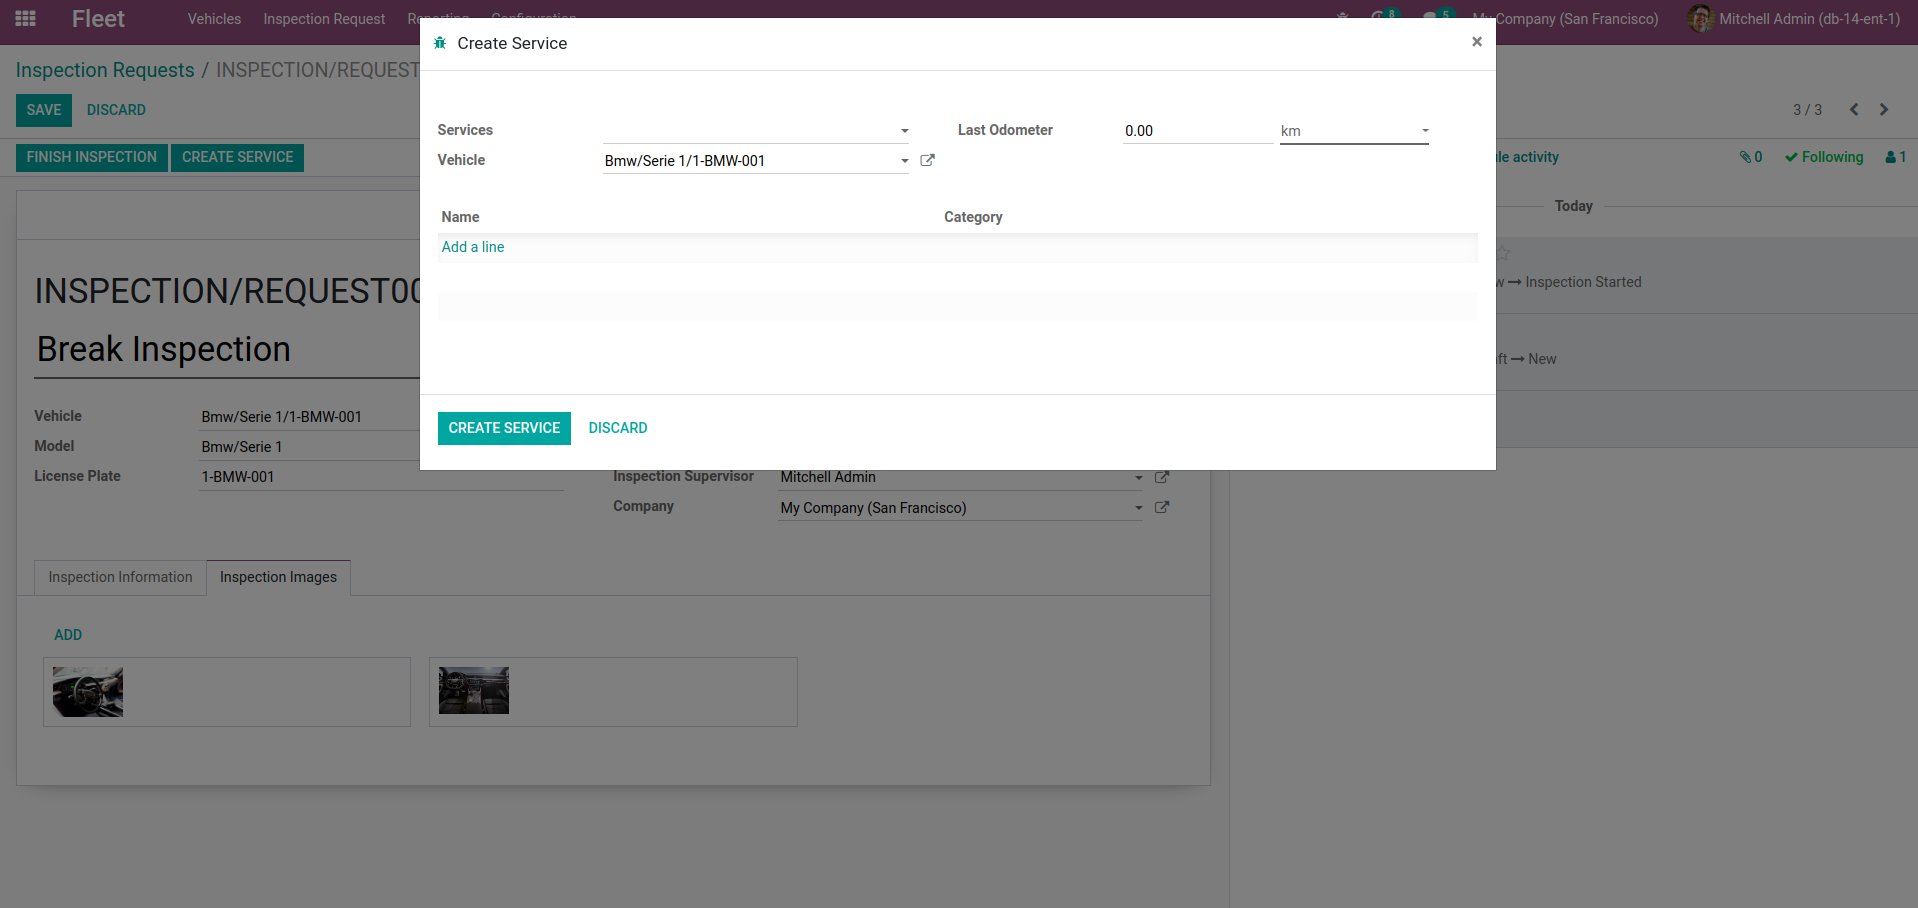 Fleet Vehicles Inspection Request Reporting Configuration 8 5 My Company (San Francisco) Mitchell Admin (db-14-ent-1)
Create Service ×
Inspection Requests / INSPECTION/REQUEST
SAVE DISCARD 3 / 3
FINISH INSPECTION CREATE SERVICE
Services Last Odometer 0.00 km
Vehicle Bmw/Serie 1/1-BMW-001
Name Category
Add a line
CREATE SERVICE DISCARD
activity 0 Following 1
Today
Inspection Started
New
INSPECTION/REQUEST00
Break Inspection
Vehicle Bmw/Serie 1/1-BMW-001
Model Bmw/Serie 1
License Plate 1-BMW-001
Inspection Supervisor Mitchell Admin
Company My Company (San Francisco)
Inspection Information Inspection Images
ADD